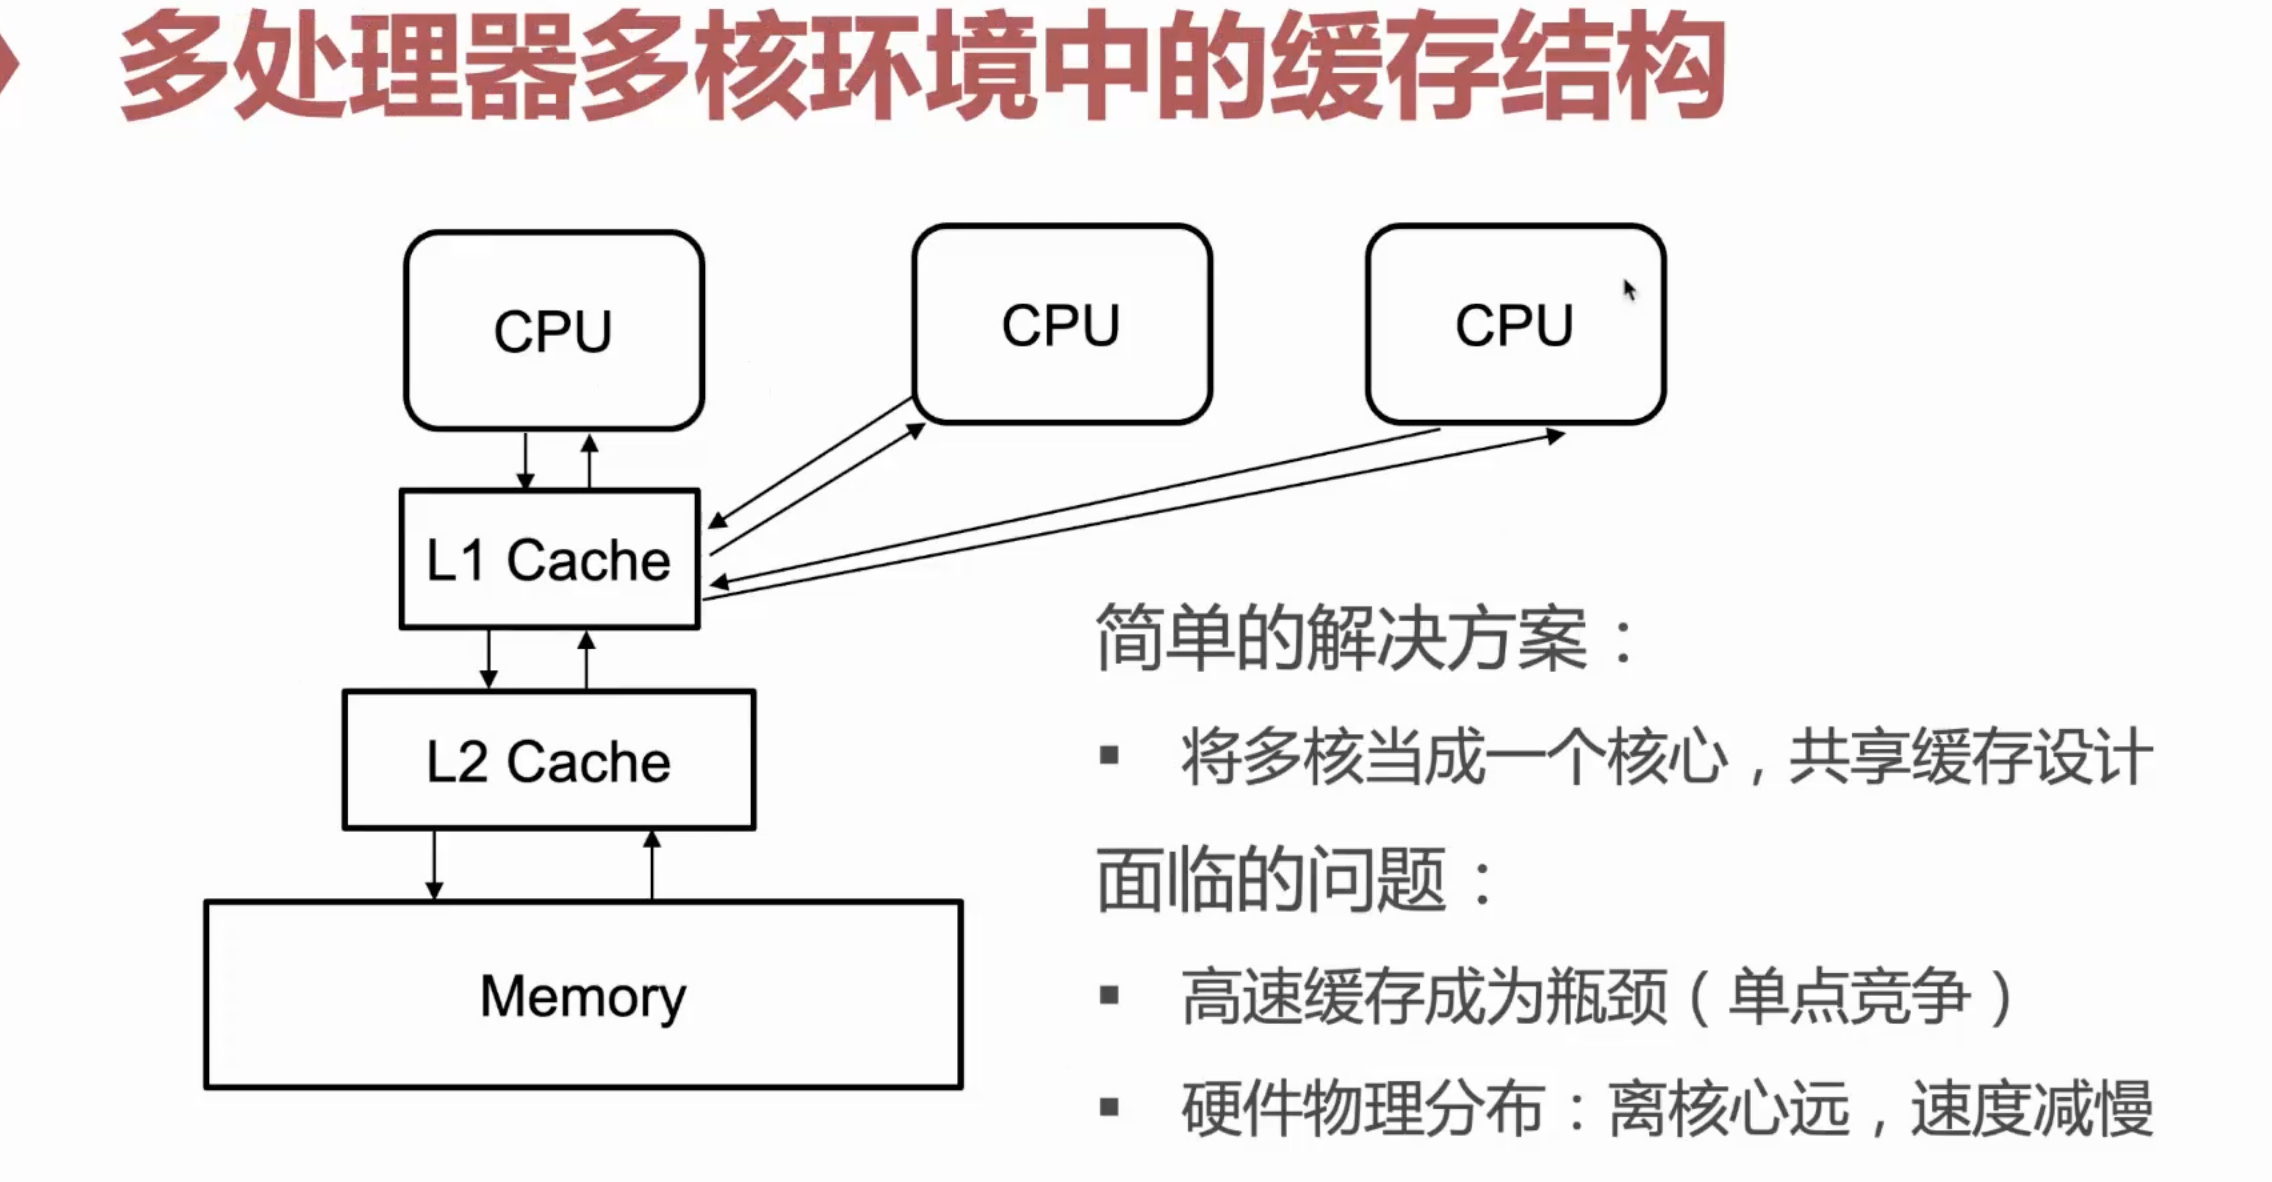 多处理器多核环境中的缓存结构
CPU
CPU
CPU
L1 Cache
L2 Cache
Memory
简单的解决方案：
▪ 将多核当成一个核心，共享缓存设计
面临的问题：
▪ 高速缓存成为瓶颈（单点竞争）
▪ 硬件物理分布：离核心远，速度减慢